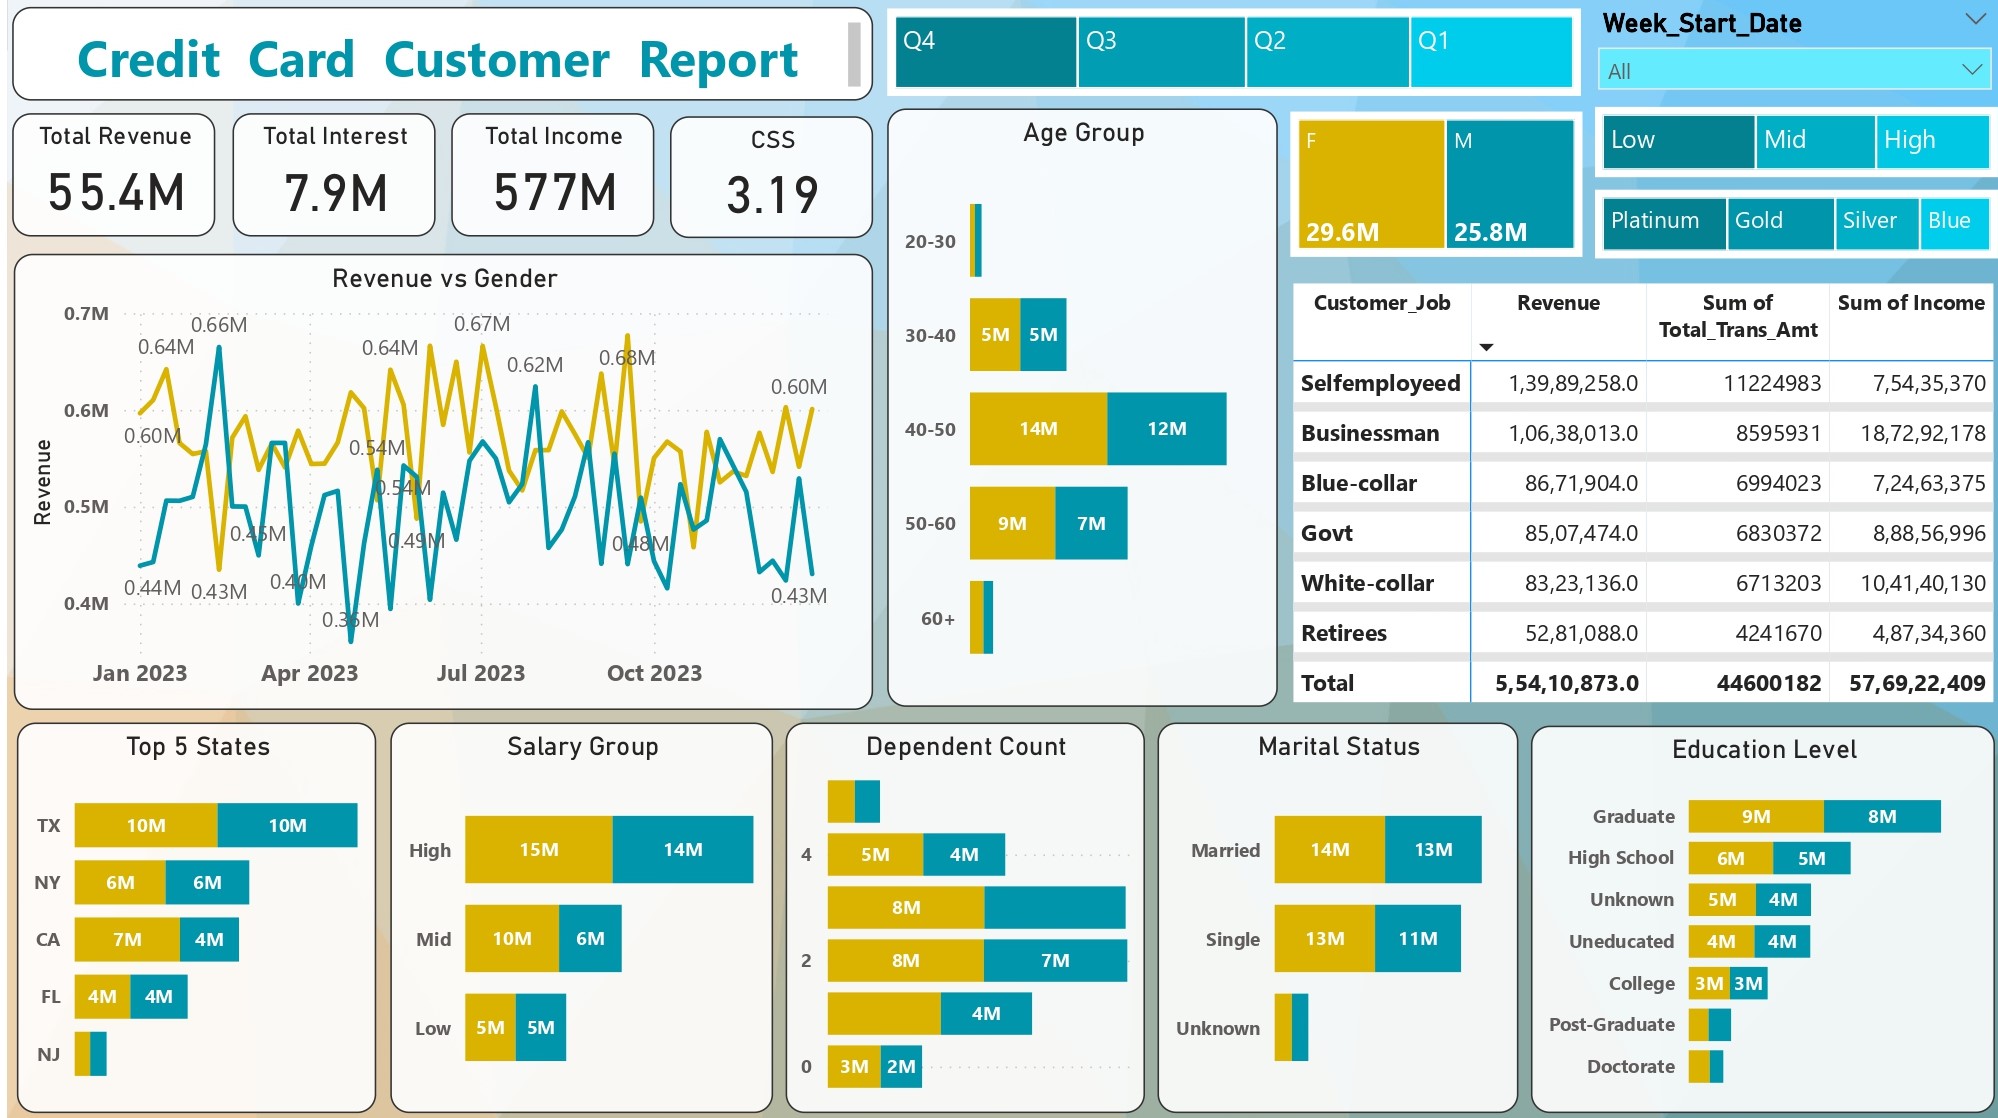 Credit Card Customer Report
Q4
Q3
Q2
Q1
Week_Start_Date
All
Total Revenue
55.4M
Total Interest
7.9M
Total Income
577M
CSS
3.19
Age Group
20-30
30-40
5M
5M
40-50
14M
12M
50-60
9M
7M
60+
F
29.6M
M
25.8M
Low
Mid
High
Platinum
Gold
Silver
Blue
Revenue vs Gender
Revenue
0.7M
0.6M
0.5M
0.4M
0.64M
0.66M
0.64M
0.67M
0.62M
0.68M
0.60M
0.60M
0.54M
0.54M
0.45M
0.49M
0.48M
0.44M
0.43M
0.40M
0.36M
0.43M
Jan 2023
Apr 2023
Jul 2023
Oct 2023
Customer_Job Revenue Sum of Total_Trans_Amt Sum of Income
Selfemployeed 1,39,89,258.0 11224983 7,54,35,370
Businessman 1,06,38,013.0 8595931 18,72,92,178
Blue-collar 86,71,904.0 6994023 7,24,63,375
Govt 85,07,474.0 6830372 8,88,56,996
White-collar 83,23,136.0 6713203 10,41,40,130
Retirees 52,81,088.0 4241670 4,87,34,360
Total 5,54,10,873.0 44600182 57,69,22,409
Top 5 States
TX 10M 10M
NY 6M 6M
CA 7M 4M
FL 4M 4M
NJ
Salary Group
High 15M 14M
Mid 10M 6M
Low 5M 5M
Dependent Count
4 5M 4M
8M
2 8M 7M
4M
0 3M 2M
Marital Status
Married 14M 13M
Single 13M 11M
Unknown
Education Level
Graduate 9M 8M
High School 6M 5M
Unknown 5M 4M
Uneducated 4M 4M
College 3M 3M
Post-Graduate
Doctorate